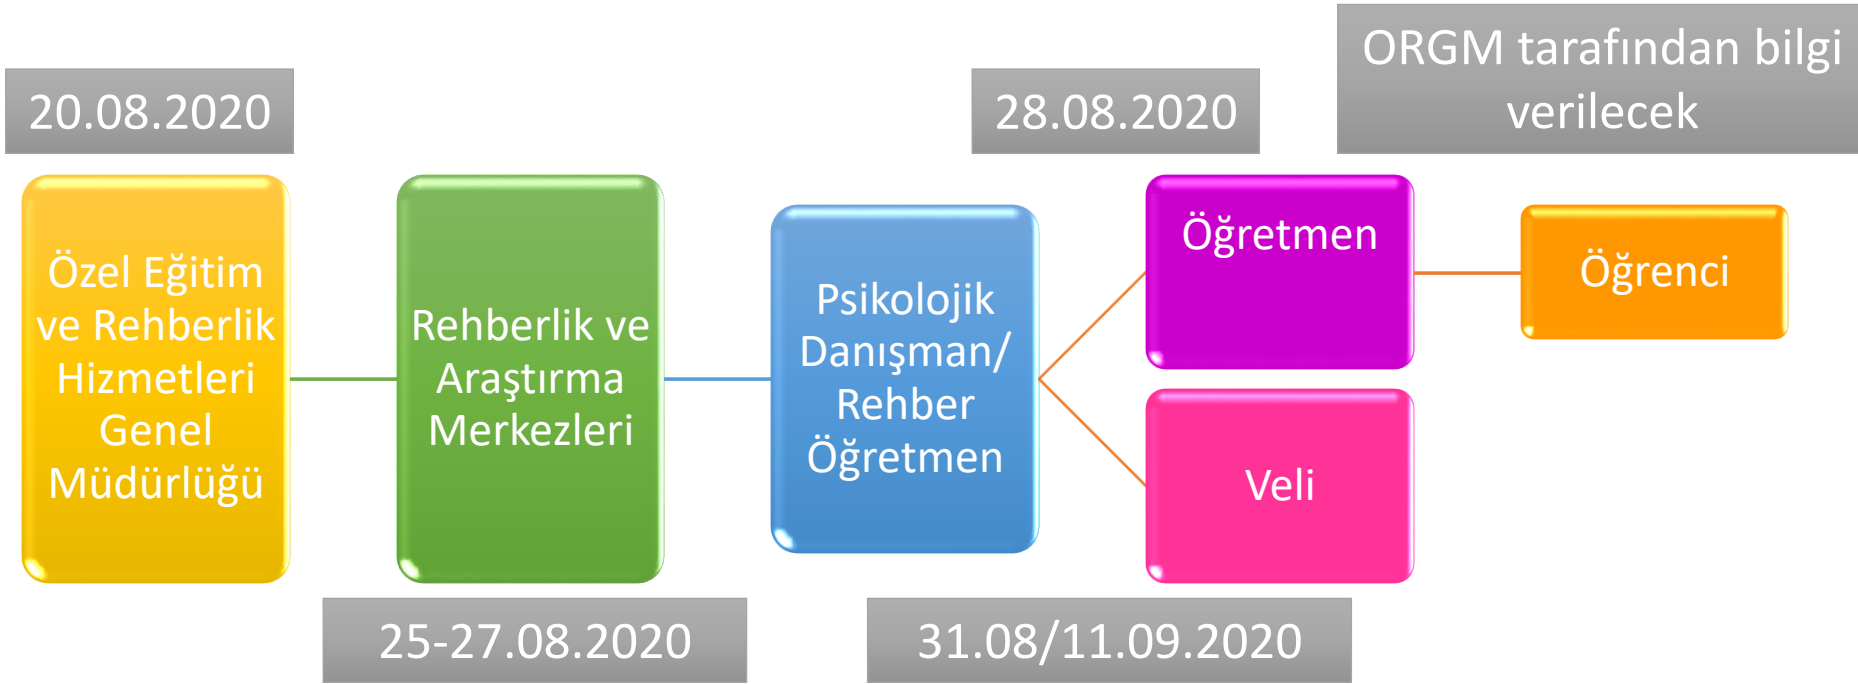 20.08.2020
28.08.2020
ORGM tarafından bilgi
verilecek
Özel Eğitim
ve Rehberlik
Hizmetleri
Genel
Müdürlüğü
Rehberlik ve
Araştırma
Merkezleri
Psikolojik
Danışman/
Rehber
Öğretmen
Öğretmen
Öğrenci
Veli
25-27.08.2020
31.08/11.09.2020